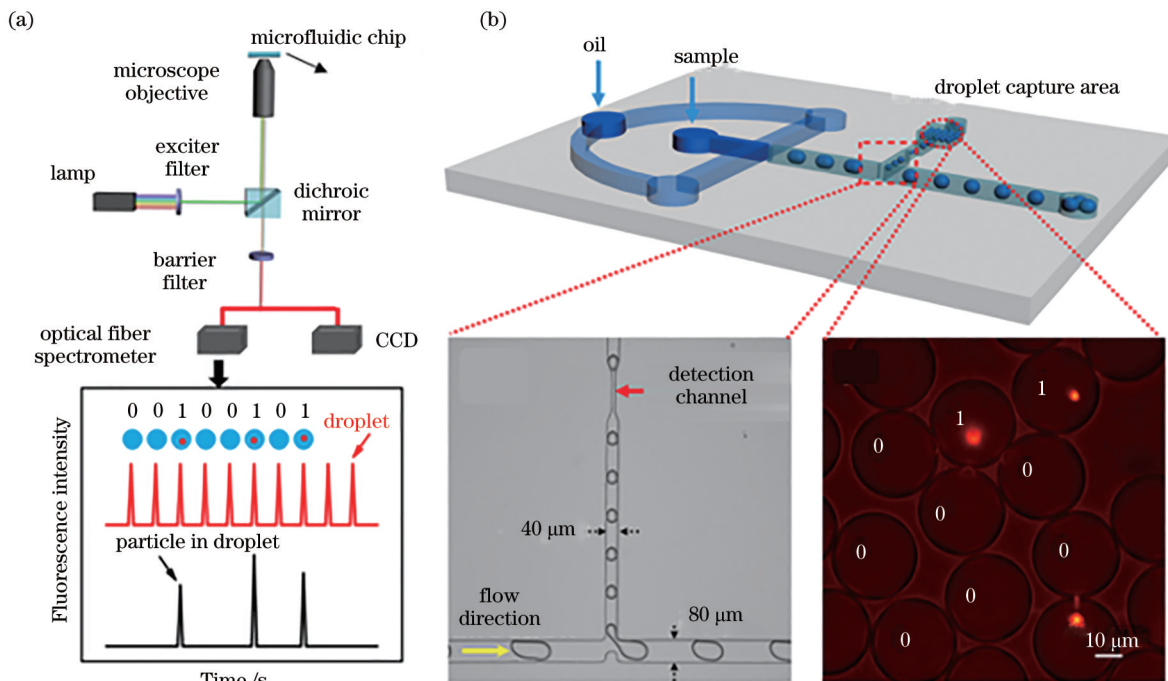 (a)
microfluidic chip
microscope
objective
exciter
filter
lamp
dichroic
mirror
barrier
filter
optical fiber
spectrometer
CCD
0 0 1 0 0 1 0 1
droplet
Fluorescence intensity
particle in droplet
Time /s
(b)
oil
sample
droplet capture area
detection
channel
40 μm
flow
direction
80 μm
1
1
0
0
0
0
0
0
0
10 μm